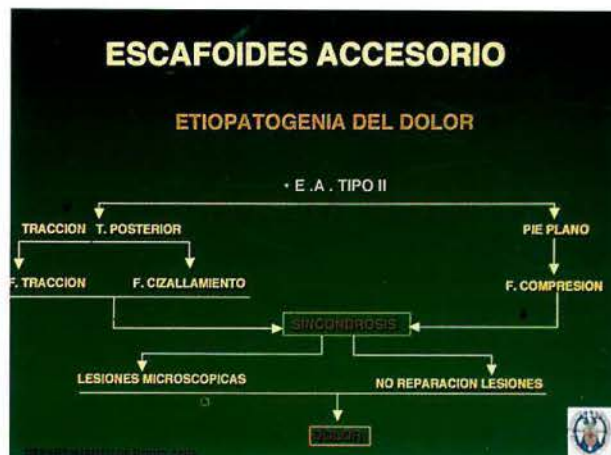 ESCAFOIDES ACCESORIO
ETIOPATOGENIA DEL DOLOR
• E .A . TIPO II
TRACCION T. POSTERIOR
PIE PLANO
F. TRACCION
F. CIZALLAMIENTO
F. COMPRESION
SINCONDROSIS
LESIONES MICROSCOPICAS
NO REPARACION LESIONES
DOLOR